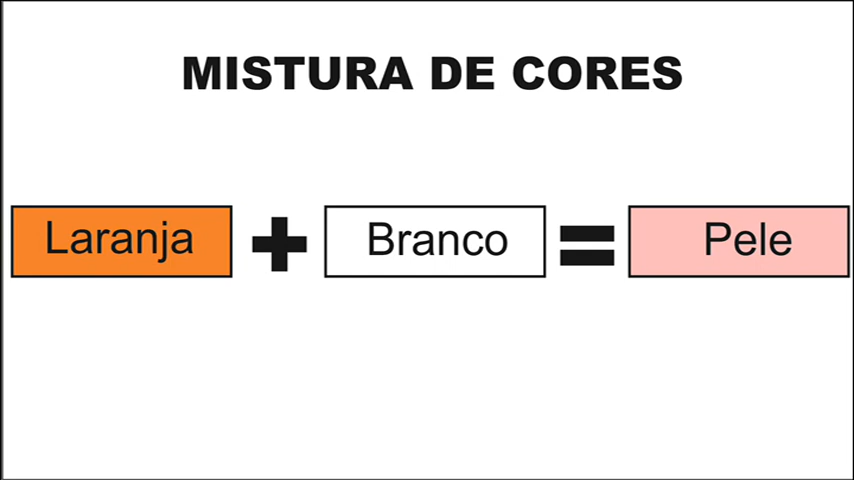 MISTURA DE CORES
Laranja + Branco = Pele